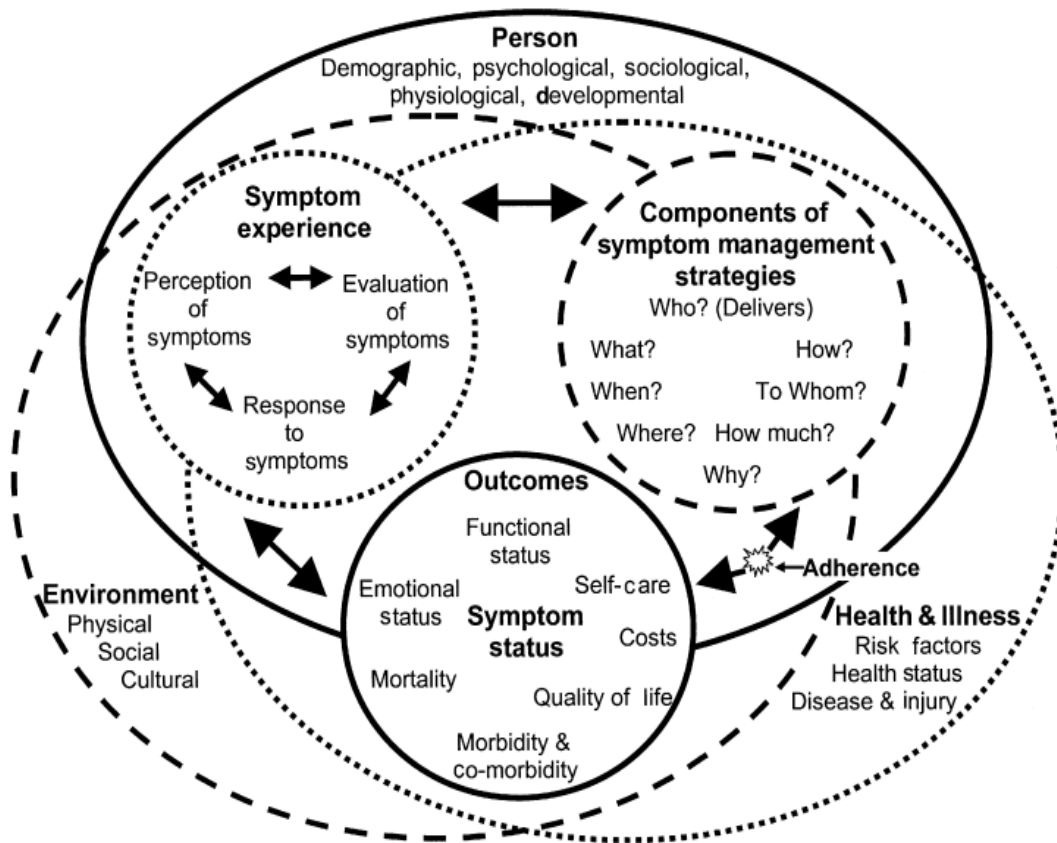 Person
Demographic, psychological, sociological,
physiological, developmental
Symptom
experience
Perception
of
symptoms
Evaluation
of
symptoms
Response
to
symptoms
Components of
symptom management
strategies
Who? (Delivers)
What?
How?
When?
To Whom?
Where?
How much?
Why?
Outcomes
Functional
status
Emotional
status
Self-care
Symptom
status
Costs
Mortality
Quality of life
Morbidity &
co-morbidity
Adherence
Environment
Physical
Social
Cultural
Health & Illness
Risk factors
Health status
Disease & injury